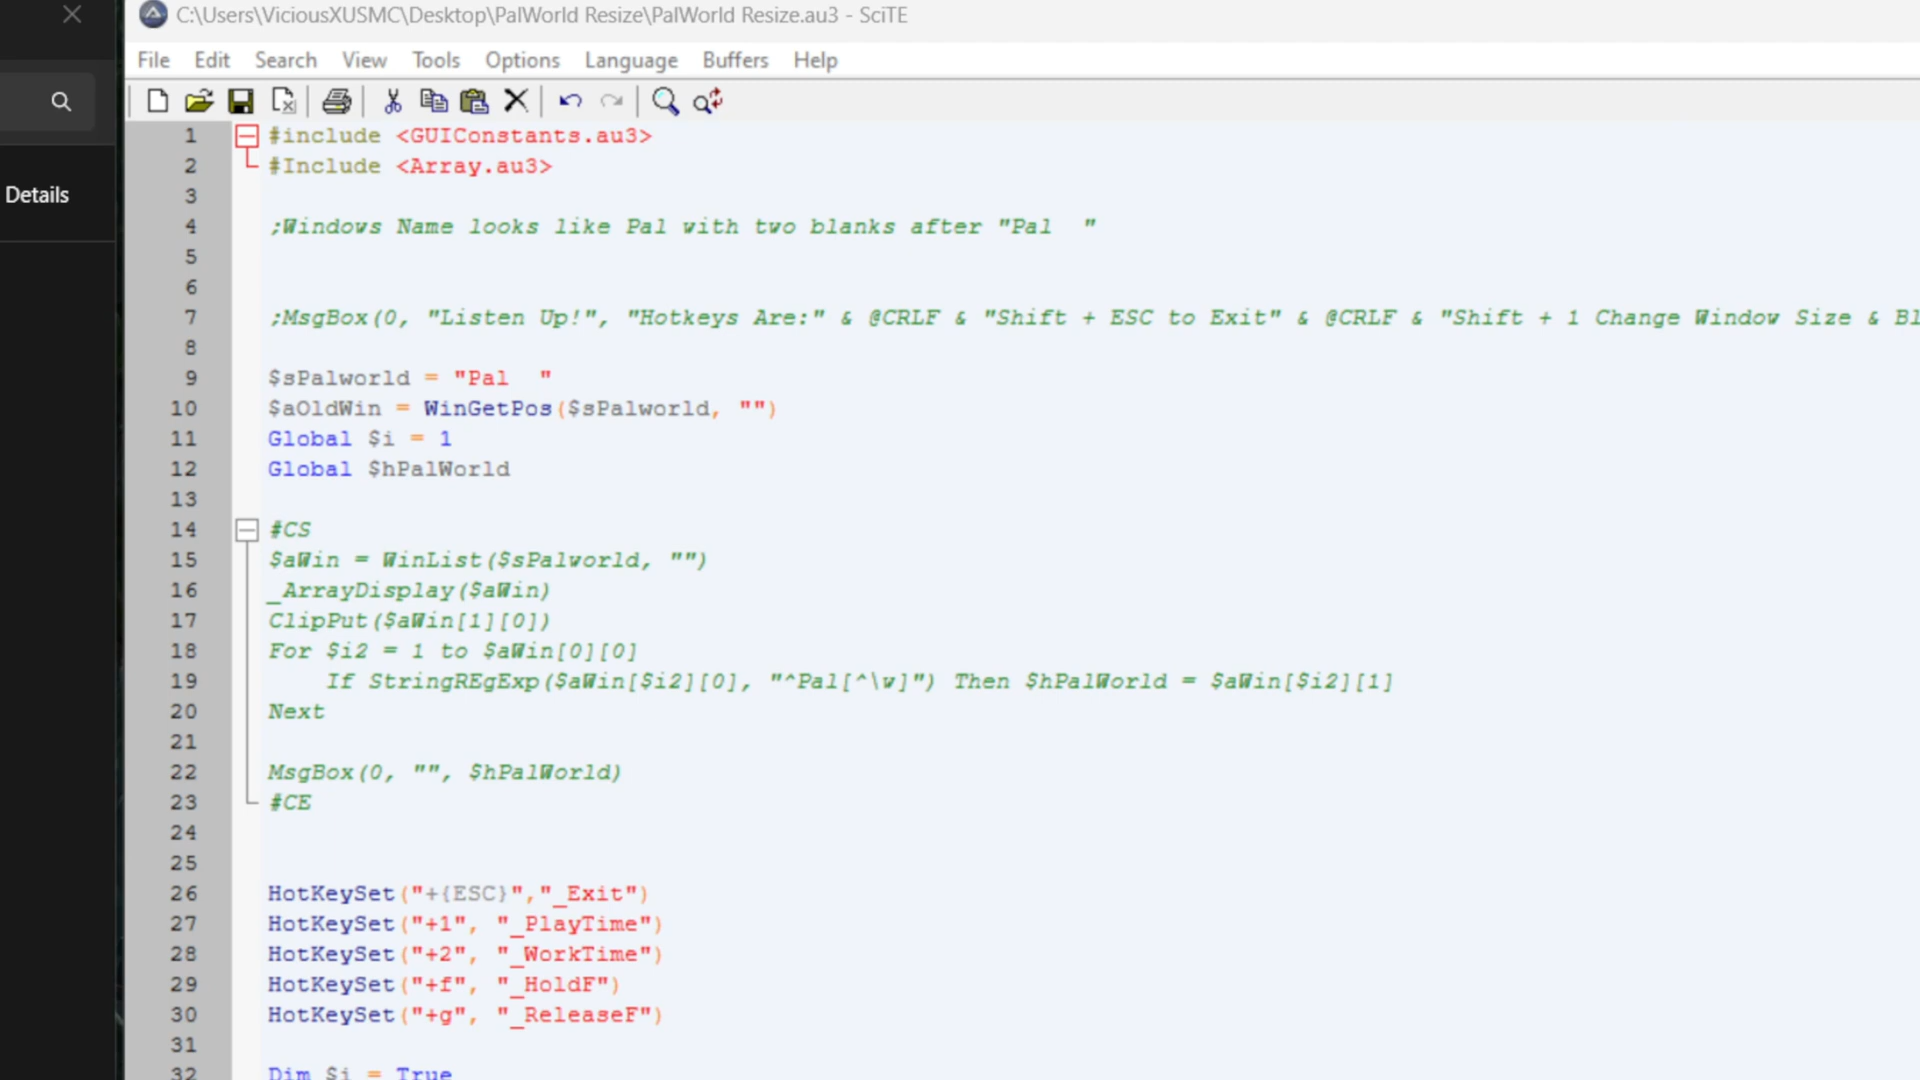 C:\Users\ViciousXUSMC\Desktop\PalWorld Resize\PalWorld Resize.au3 - SciTE
File Edit Search View Tools Options Language Buffers Help
Details
1 #include <GUIConstants.au3>
2 #Include <Array.au3>
3
4 ;Windows Name looks like Pal with two blanks after "Pal  "
5
6
7 ;MsgBox(0, "Listen Up!", "Hotkeys Are:" & @CRLF & "Shift + ESC to Exit" & @CRLF & "Shift + 1 Change Window Size & Bl
8
9 $sPalworld = "Pal  "
10 $aOldWin = WinGetPos($sPalworld, "")
11 Global $i = 1
12 Global $hPalWorld
13
14 #CS
15 $aWin = WinList($sPalworld, "")
16 _ArrayDisplay($aWin)
17 ClipPut($aWin[1][0])
18 For $i2 = 1 to $aWin[0][0]
19 If StringREgExp($aWin[$i2][0], "^Pal[^\w]") Then $hPalWorld = $aWin[$i2][1]
20 Next
21
22 MsgBox(0, "", $hPalWorld)
23 #CE
24
25
26 HotKeySet("+{ESC}","_Exit")
27 HotKeySet("+1", "_PlayTime")
28 HotKeySet("+2", "_WorkTime")
29 HotKeySet("+f", "_HoldF")
30 HotKeySet("+g", "_ReleaseF")
31
32 Dim $i = True